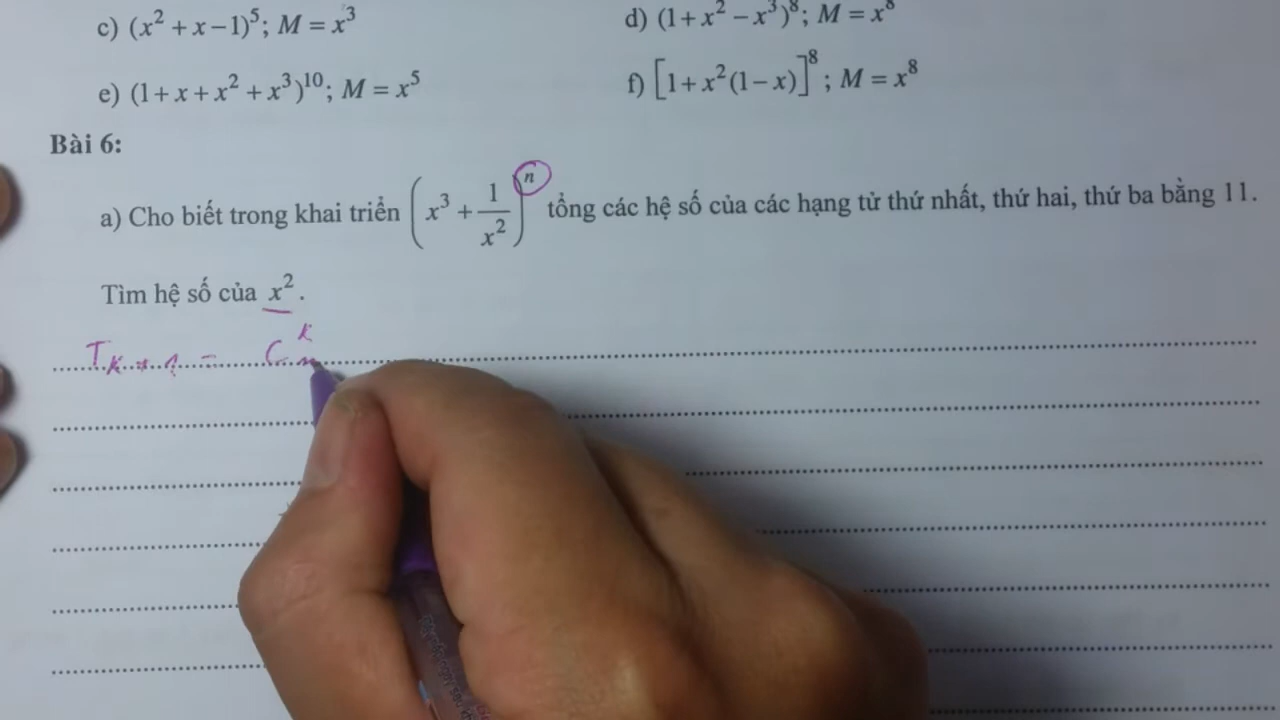 c) (x² + x − 1)⁵; M = x³ d) (1 + x² − x³)⁸; M = x⁸
e) (1 + x + x² + x³)¹⁰; M = x⁵ f) [1 + x²(1 − x)]⁸; M = x⁸
Bài 6:
a) Cho biết trong khai triển (x³ + 1/x²)ⁿ tổng các hệ số của các hạng tử thứ nhất, thứ hai, thứ ba bằng 11.
Tìm hệ số của x².
T_{k+1} = C_n^k